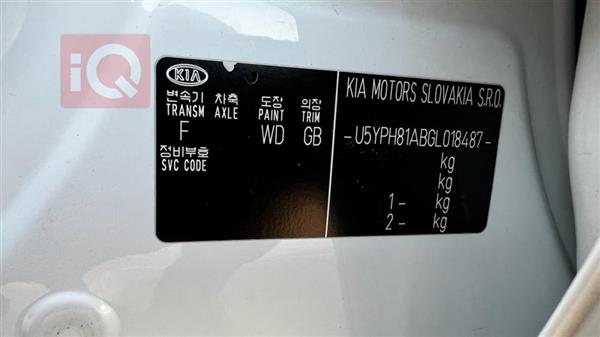 iQ
KIA
변속기 차축 도장 의장
TRANSM AXLE PAINT TRIM
F WD GB
정비부호
SVC CODE
KIA MOTORS SLOVAKIA S.R.O.
-U5YPH81ABGL018487-
kg
kg
1- kg
2- kg